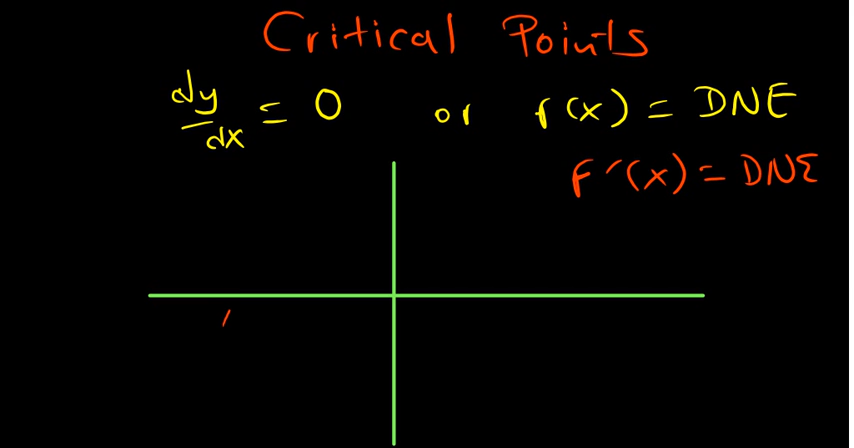 Critical Points
dy/dx = 0 or f(x) = DNE
F'(x) = DNE